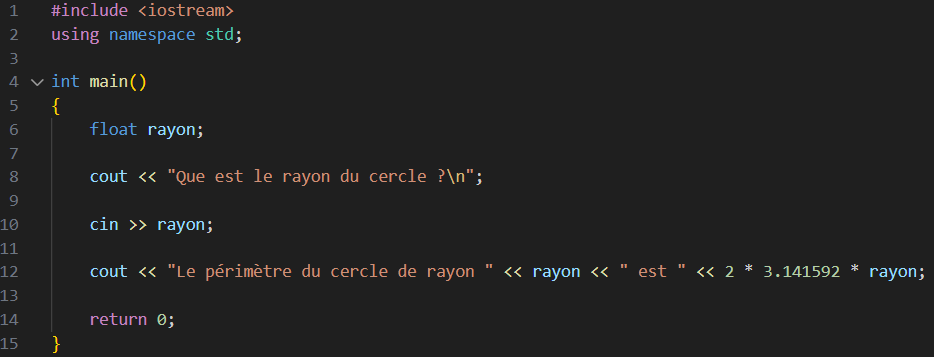 1 #include <iostream>
2 using namespace std;
3
4 int main()
5 {
6 float rayon;
7
8 cout << "Que est le rayon du cercle ?\n";
9
10 cin >> rayon;
11
12 cout << "Le périmètre du cercle de rayon " << rayon << " est " << 2 * 3.141592 * rayon;
13
14 return 0;
15 }